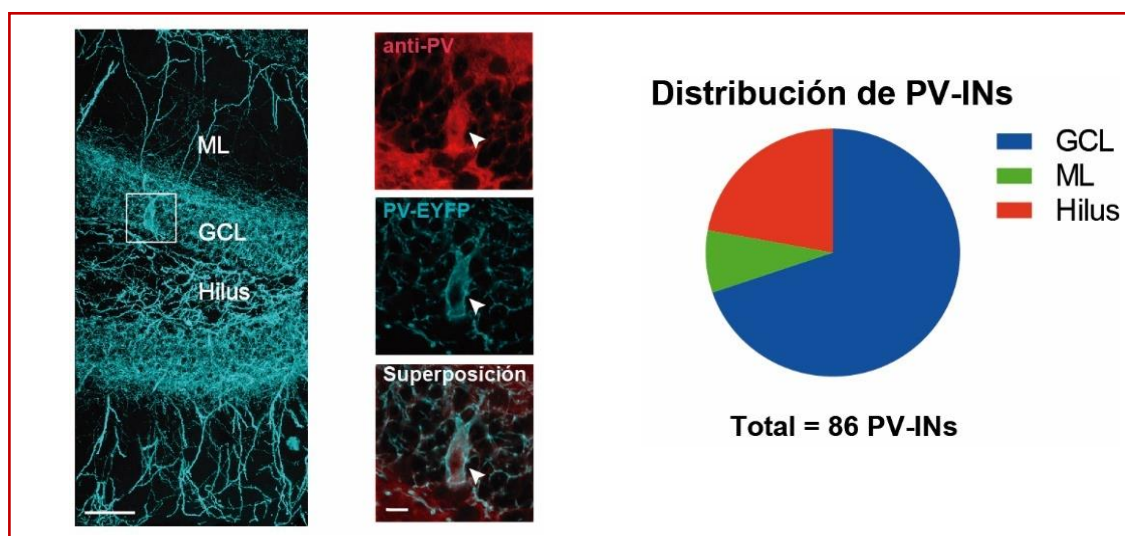 ML
GCL
Hilus
anti-PV
PV-EYFP
Superposición
Distribución de PV-INs
GCL
ML
Hilus
Total = 86 PV-INs